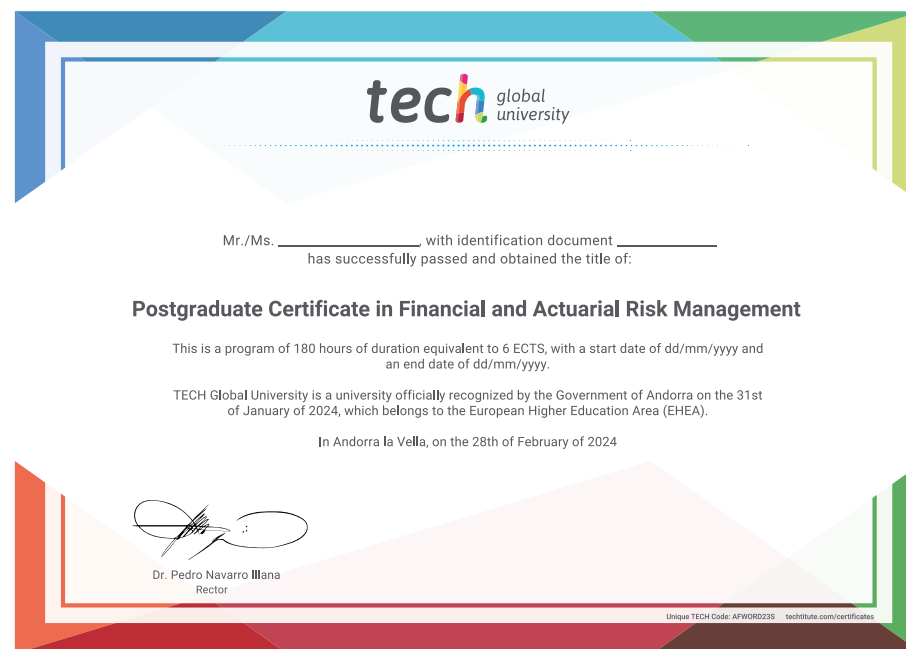 tech global university
Mr./Ms. ____________, with identification document ____________
has successfully passed and obtained the title of:
Postgraduate Certificate in Financial and Actuarial Risk Management
This is a program of 180 hours of duration equivalent to 6 ECTS, with a start date of dd/mm/yyyy and
an end date of dd/mm/yyyy.
TECH Global University is a university officially recognized by the Government of Andorra on the 31st
of January of 2024, which belongs to the European Higher Education Area (EHEA).
In Andorra la Vella, on the 28th of February of 2024
Dr. Pedro Navarro Illana
Rector
Unique TECH Code: AFWORD23S techtitute.com/certificates